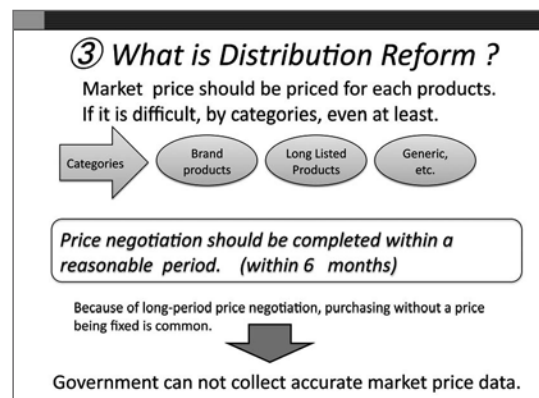 ③ What is Distribution Reform ?
Market price should be priced for each products.
If it is difficult, by categories, even at least.
Categories
Brand
products
Long Listed
Products
Generic,
etc.
Price negotiation should be completed within a
reasonable period. (within 6 months)
Because of long-period price negotiation, purchasing without a price
being fixed is common.
Government can not collect accurate market price data.